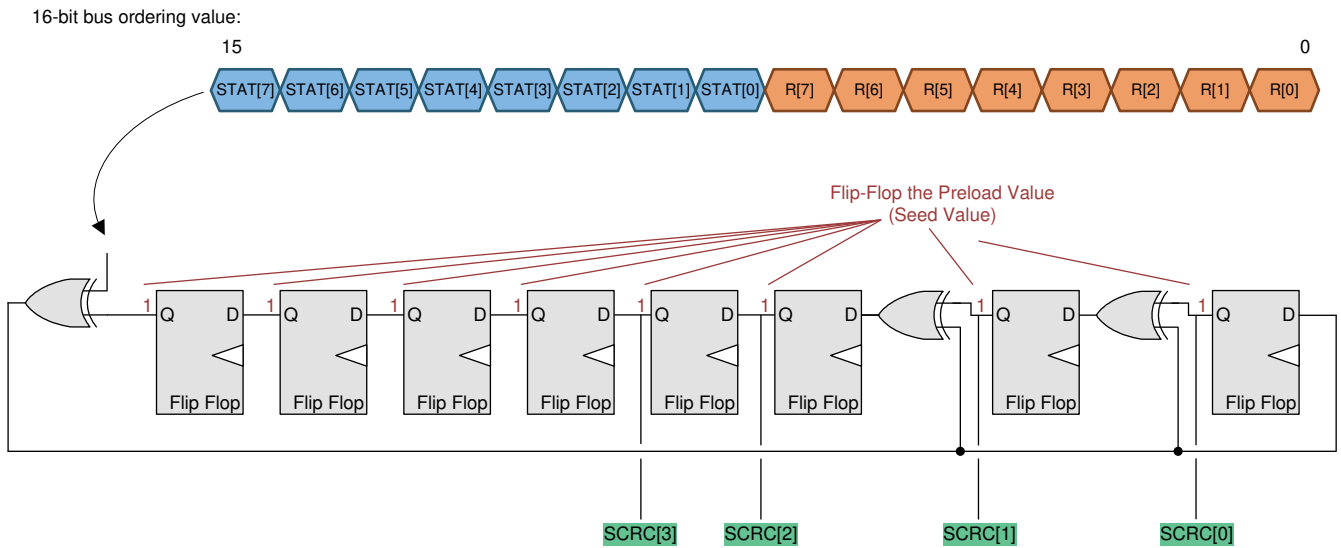 16-bit bus ordering value:
15 0
STAT[7] STAT[6] STAT[5] STAT[4] STAT[3] STAT[2] STAT[1] STAT[0] R[7] R[6] R[5] R[4] R[3] R[2] R[1] R[0]
Flip-Flop the Preload Value
(Seed Value)
1 1 1 1 1 1 1 1
Q D Q D Q D Q D Q D Q D Q D Q D
Flip Flop Flip Flop Flip Flop Flip Flop Flip Flop Flip Flop Flip Flop Flip Flop
SCRC[3] SCRC[2] SCRC[1] SCRC[0]